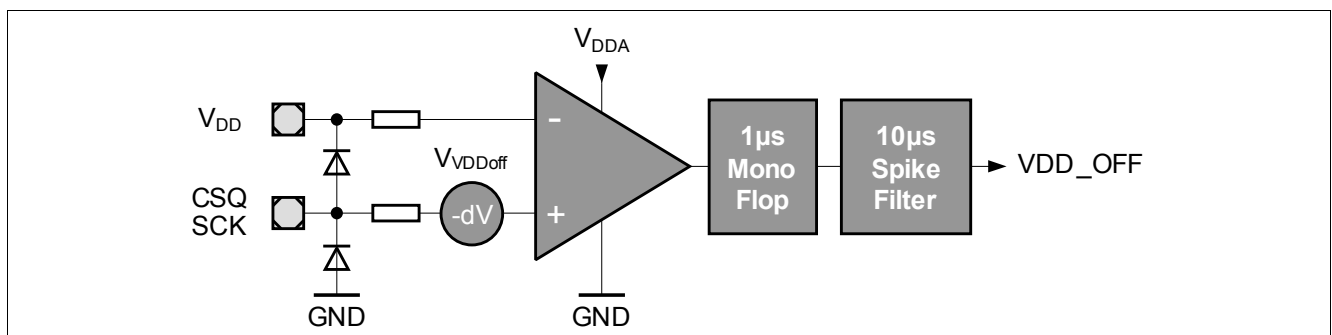 VDDA
VDD
-
1µs
Mono
Flop
10µs
Spike
Filter
VDD_OFF
VVDDoff
CSQ
SCK
-dV
+
GND
GND